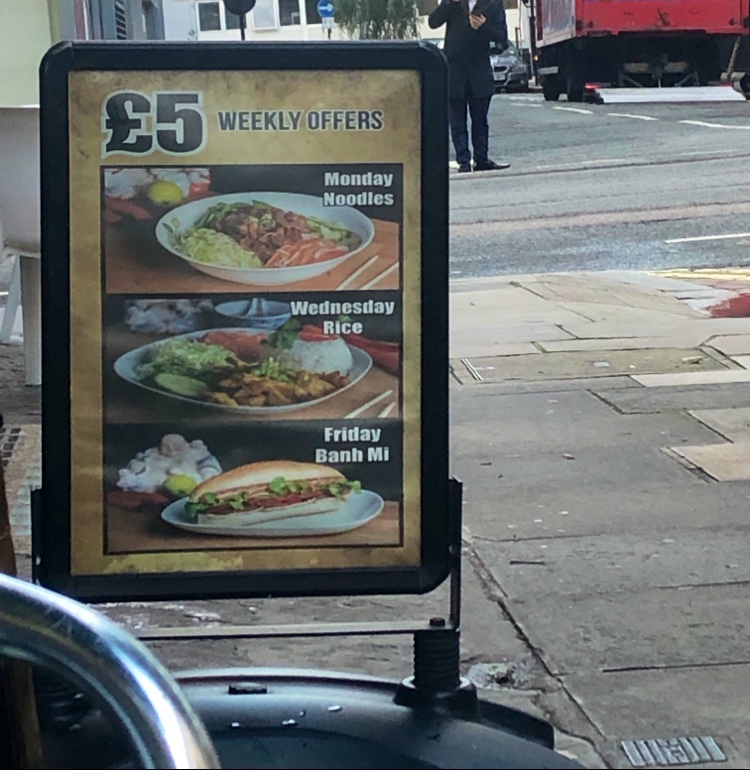 £5 WEEKLY OFFERS
Monday
Noodles
Wednesday
Rice
Friday
Banh Mi